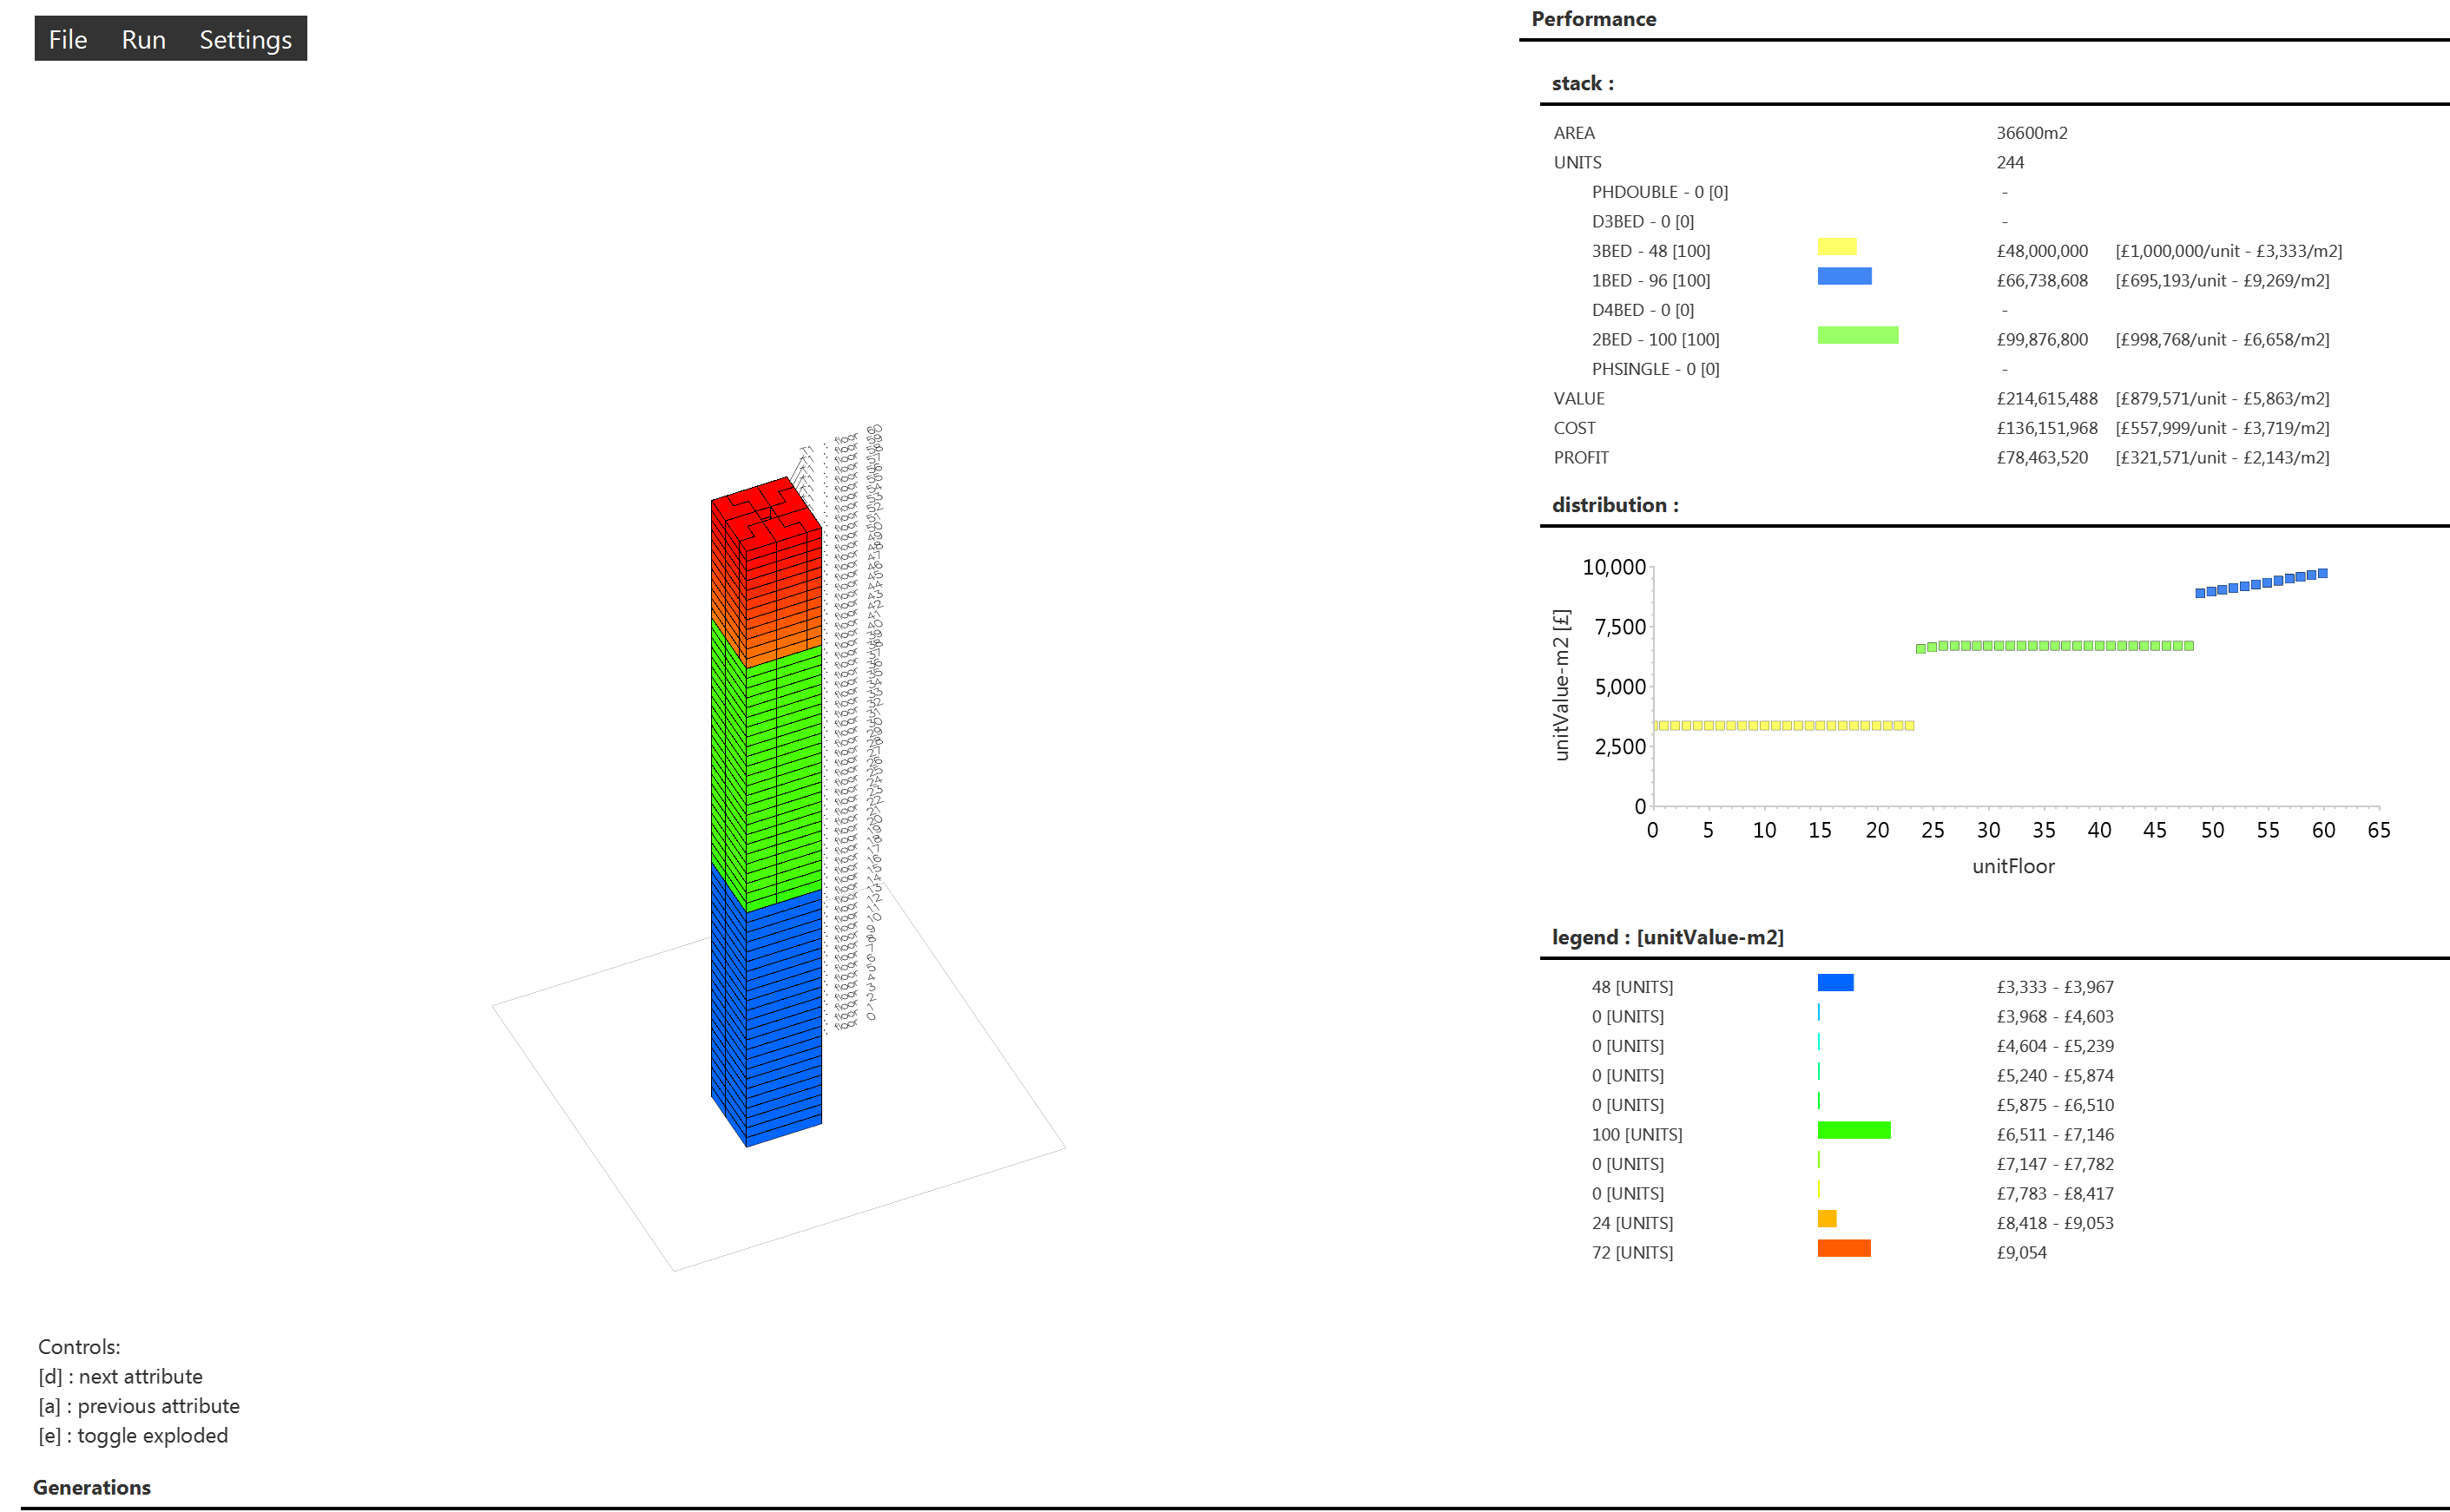 File Run Settings
Performance
stack :
AREA 36600m2
UNITS 244
PHDOUBLE - 0 [0] -
D3BED - 0 [0] -
3BED - 48 [100] £48,000,000 [£1,000,000/unit - £3,333/m2]
1BED - 96 [100] £66,738,608 [£695,193/unit - £9,269/m2]
D4BED - 0 [0] -
2BED - 100 [100] £99,876,800 [£998,768/unit - £6,658/m2]
PHSINGLE - 0 [0] -
VALUE £214,615,488 [£879,571/unit - £5,863/m2]
COST £136,151,968 [£557,999/unit - £3,719/m2]
PROFIT £78,463,520 [£321,571/unit - £2,143/m2]
distribution :
unitValue-m2 [£]
10,000
7,500
5,000
2,500
0
0 5 10 15 20 25 30 35 40 45 50 55 60 65
unitFloor
legend : [unitValue-m2]
48 [UNITS] £3,333 - £3,967
0 [UNITS] £3,968 - £4,603
0 [UNITS] £4,604 - £5,239
0 [UNITS] £5,240 - £5,874
0 [UNITS] £5,875 - £6,510
100 [UNITS] £6,511 - £7,146
0 [UNITS] £7,147 - £7,782
0 [UNITS] £7,783 - £8,417
24 [UNITS] £8,418 - £9,053
72 [UNITS] £9,054
Controls:
[d] : next attribute
[a] : previous attribute
[e] : toggle exploded
Generations